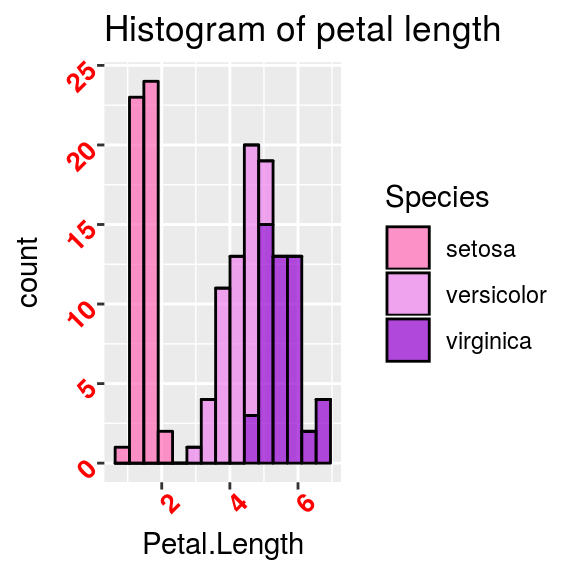 Histogram of petal length
count
25
20
15
10
5
0
2 4 6
Petal.Length
Species
setosa
versicolor
virginica